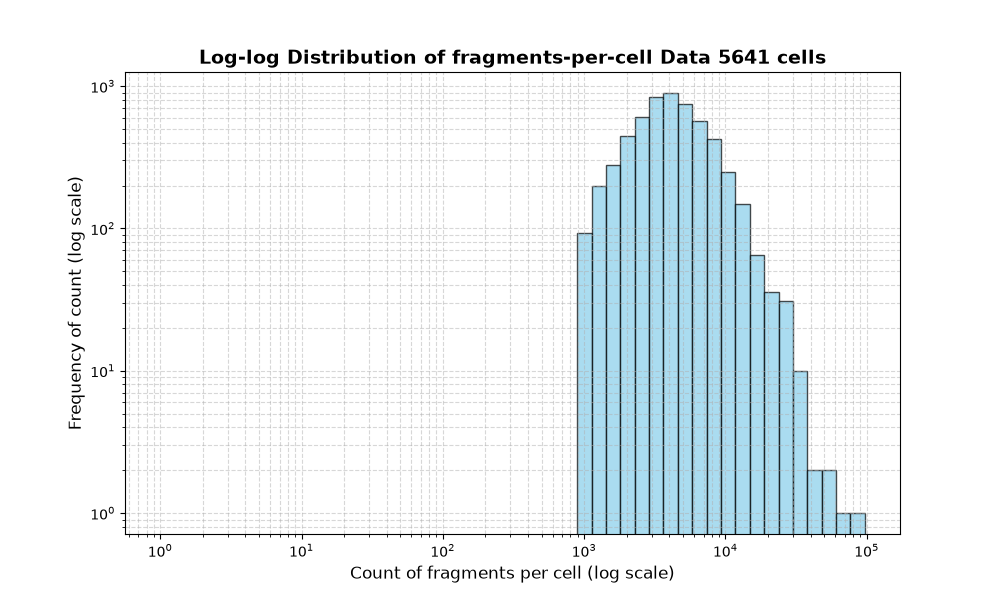 Log-log Distribution of fragments-per-cell Data 5641 cells
Frequency of count (log scale)
10³
10²
10¹
10⁰
10⁰ 10¹ 10² 10³ 10⁴ 10⁵
Count of fragments per cell (log scale)